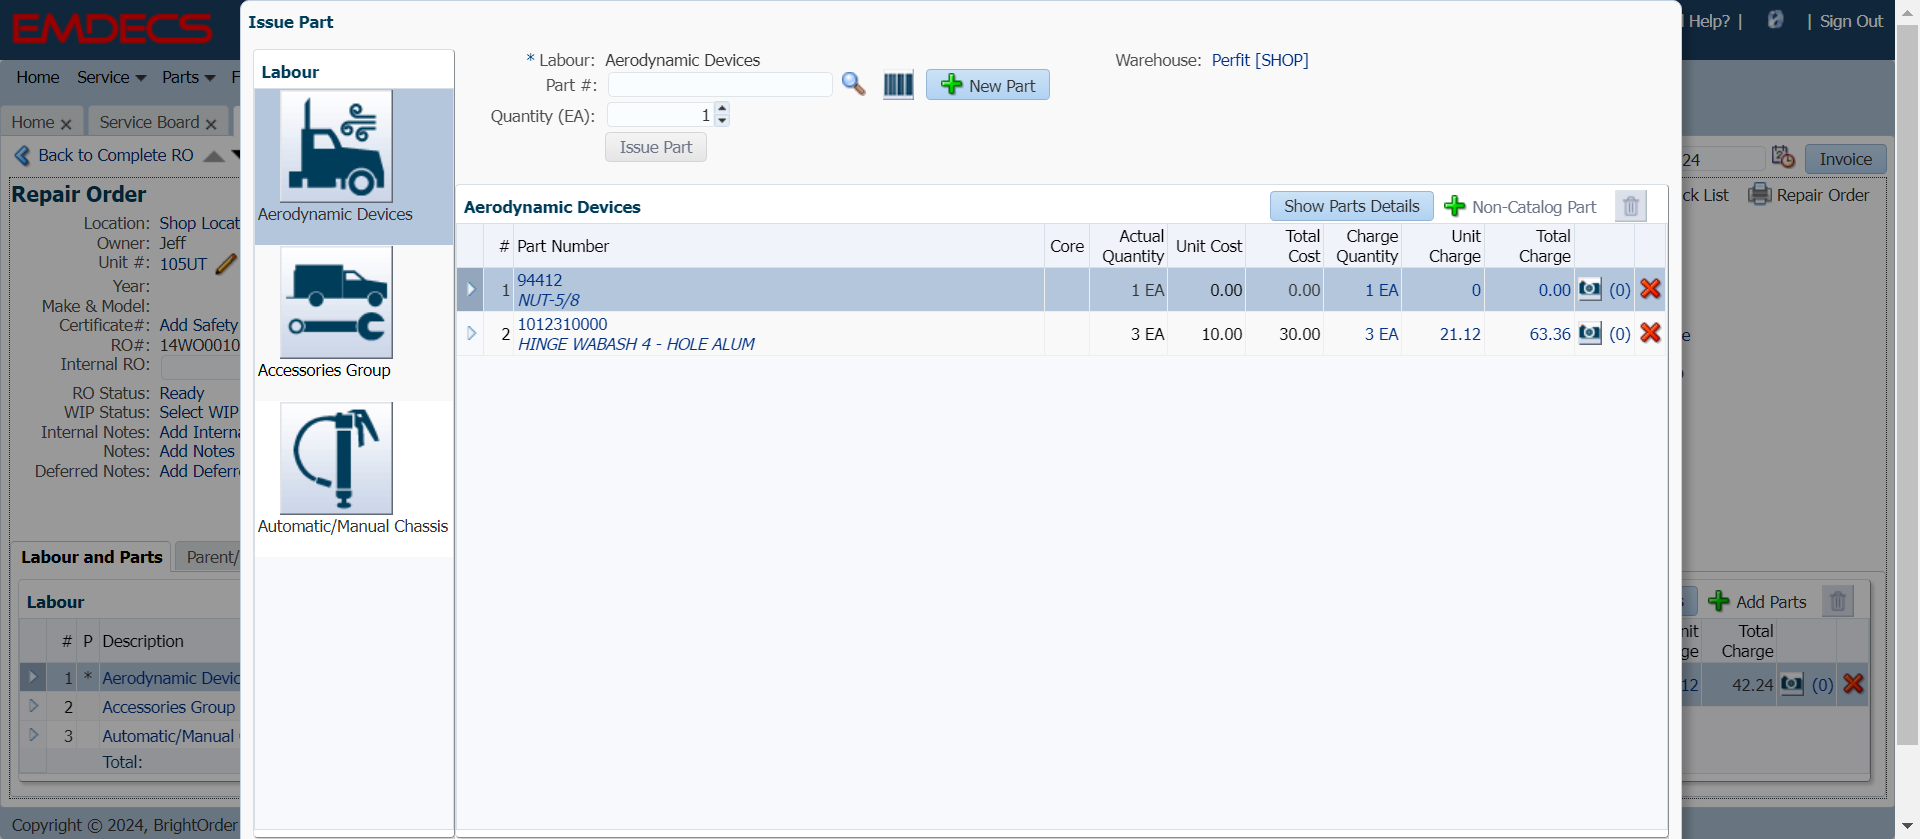 EMDECS
Help? |
| Sign Out
Home Service Parts F
Home
Service Board
Back to Complete RO
24
Invoice
Repair Order
ck List
Repair Order
Location: Shop Locat
Owner: Jeff
Unit #: 105UT
Year:
Make & Model:
Certificate#: Add Safety
RO#: 14WO0010
Internal RO:
RO Status: Ready
WIP Status: Select WIP
Internal Notes: Add Interna
Notes: Add Notes
Deferred Notes: Add Deferre
Labour and Parts
Parent/
Labour
# P Description
1 * Aerodynamic Devic
2 Accessories Group
3 Automatic/Manual
Total:
Copyright © 2024, BrightOrder
Issue Part
Labour
Aerodynamic Devices
Accessories Group
Automatic/Manual Chassis
* Labour: Aerodynamic Devices
Warehouse: Perfit [SHOP]
Part #:
New Part
Quantity (EA): 1
Issue Part
Aerodynamic Devices
Show Parts Details
Non-Catalog Part
# Part Number Core Actual Quantity Unit Cost Total Cost Charge Quantity Unit Charge Total Charge
1 94412 1 EA 0.00 0.00 1 EA 0 0.00 (0)
NUT-5/8
2 1012310000 3 EA 10.00 30.00 3 EA 21.12 63.36 (0)
HINGE WABASH 4 - HOLE ALUM
e
s
Add Parts
nit
ge
Total
Charge
12 42.24 (0)